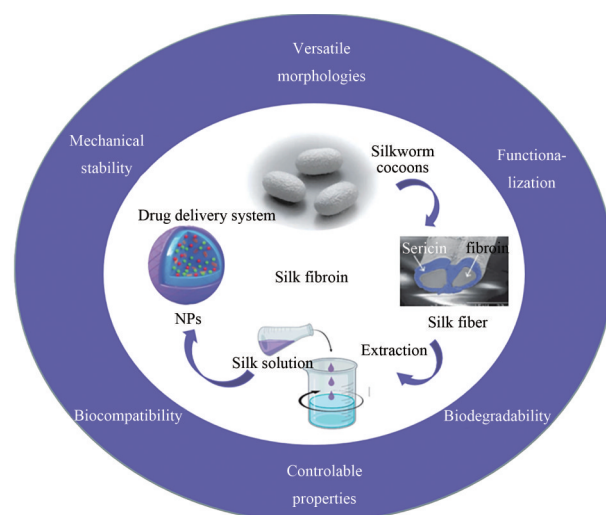 Versatile
morphologies
Mechanical
stability
Functiona-
lization
Silkworm
cocoons
Drug delivery system
Sericin
fibroin
Silk fibroin
NPs
Silk fiber
Silk solution
Extraction
Biocompatibility
Biodegradability
Controlable
properties